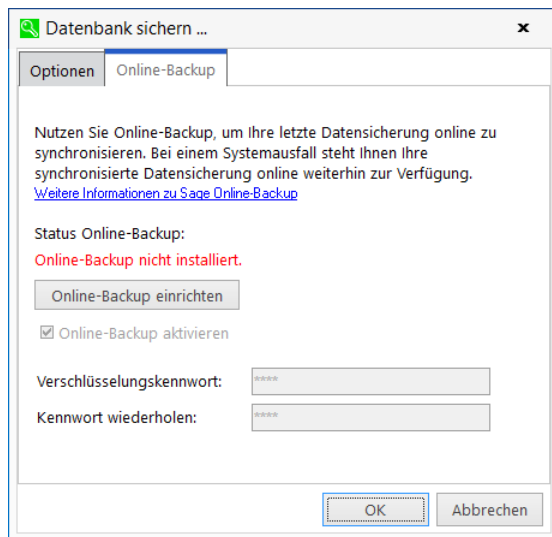 Datenbank sichern ...
Optionen
Online-Backup
Nutzen Sie Online-Backup, um Ihre letzte Datensicherung online zu
synchronisieren. Bei einem Systemausfall steht Ihnen Ihre
synchronisierte Datensicherung online weiterhin zur Verfügung.
Weitere Informationen zu Sage Online-Backup
Status Online-Backup:
Online-Backup nicht installiert.
Online-Backup einrichten
Online-Backup aktivieren
Verschlüsselungskennwort: ****
Kennwort wiederholen: ****
OK Abbrechen